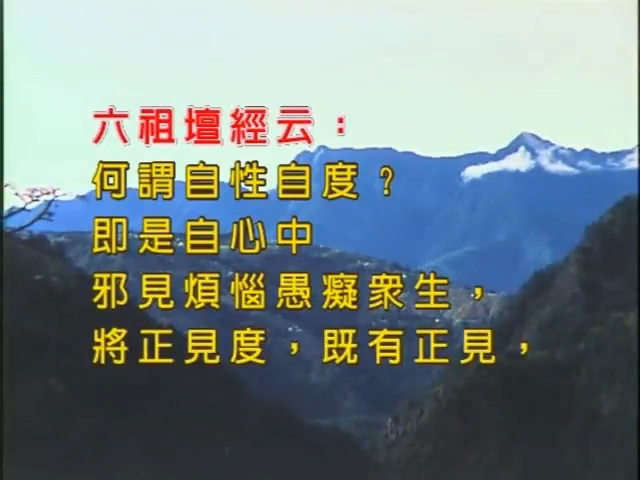 六祖壇經云：
何謂自性自度？
即是自心中
邪見煩惱愚癡眾生，
將正見度，既有正見，